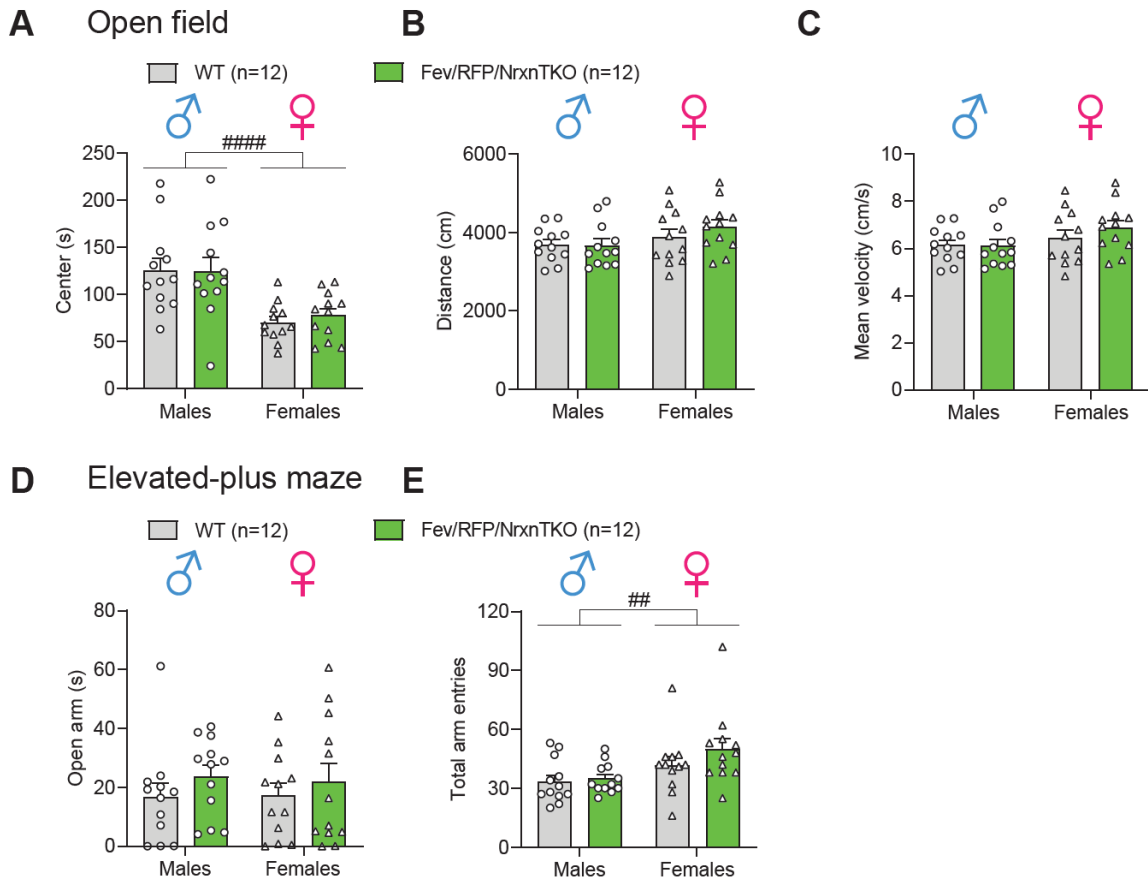 A Open field
B
C
WT (n=12)
Fev/RFP/NrxnTKO (n=12)
♂ ♀
####
Center (s)
250
200
150
100
50
0
Males Females
♂ ♀
Distance (cm)
6000
4000
2000
0
Males Females
♂ ♀
Mean velocity (cm/s)
10
8
6
4
2
0
Males Females
D Elevated-plus maze
E
WT (n=12)
Fev/RFP/NrxnTKO (n=12)
♂ ♀
Open arm (s)
80
60
40
20
0
Males Females
♂ ♀
##
Total arm entries
120
90
60
30
0
Males Females